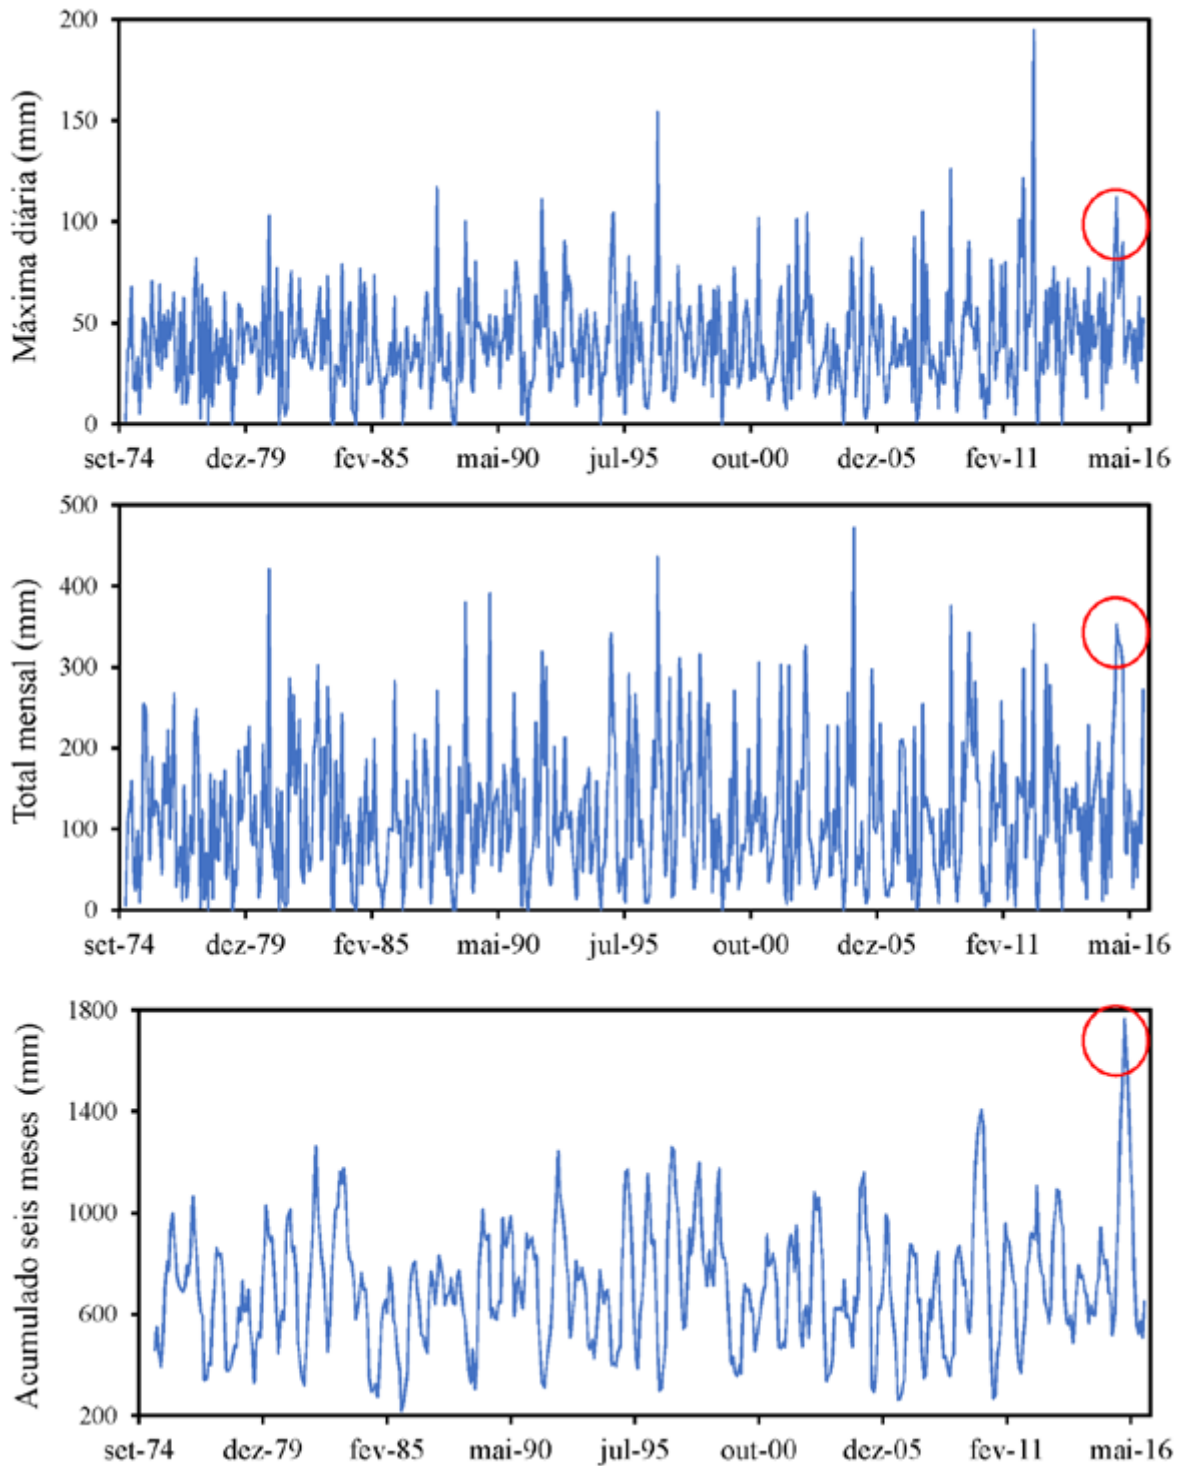 Máxima diária (mm)
200
150
100
50
0
set-74 dez-79 fev-85 mai-90 jul-95 out-00 dez-05 fev-11 mai-16
Total mensal (mm)
500
400
300
200
100
0
set-74 dez-79 fev-85 mai-90 jul-95 out-00 dez-05 fev-11 mai-16
Acumulado seis meses (mm)
1800
1400
1000
600
200
set-74 dez-79 fev-85 mai-90 jul-95 out-00 dez-05 fev-11 mai-16